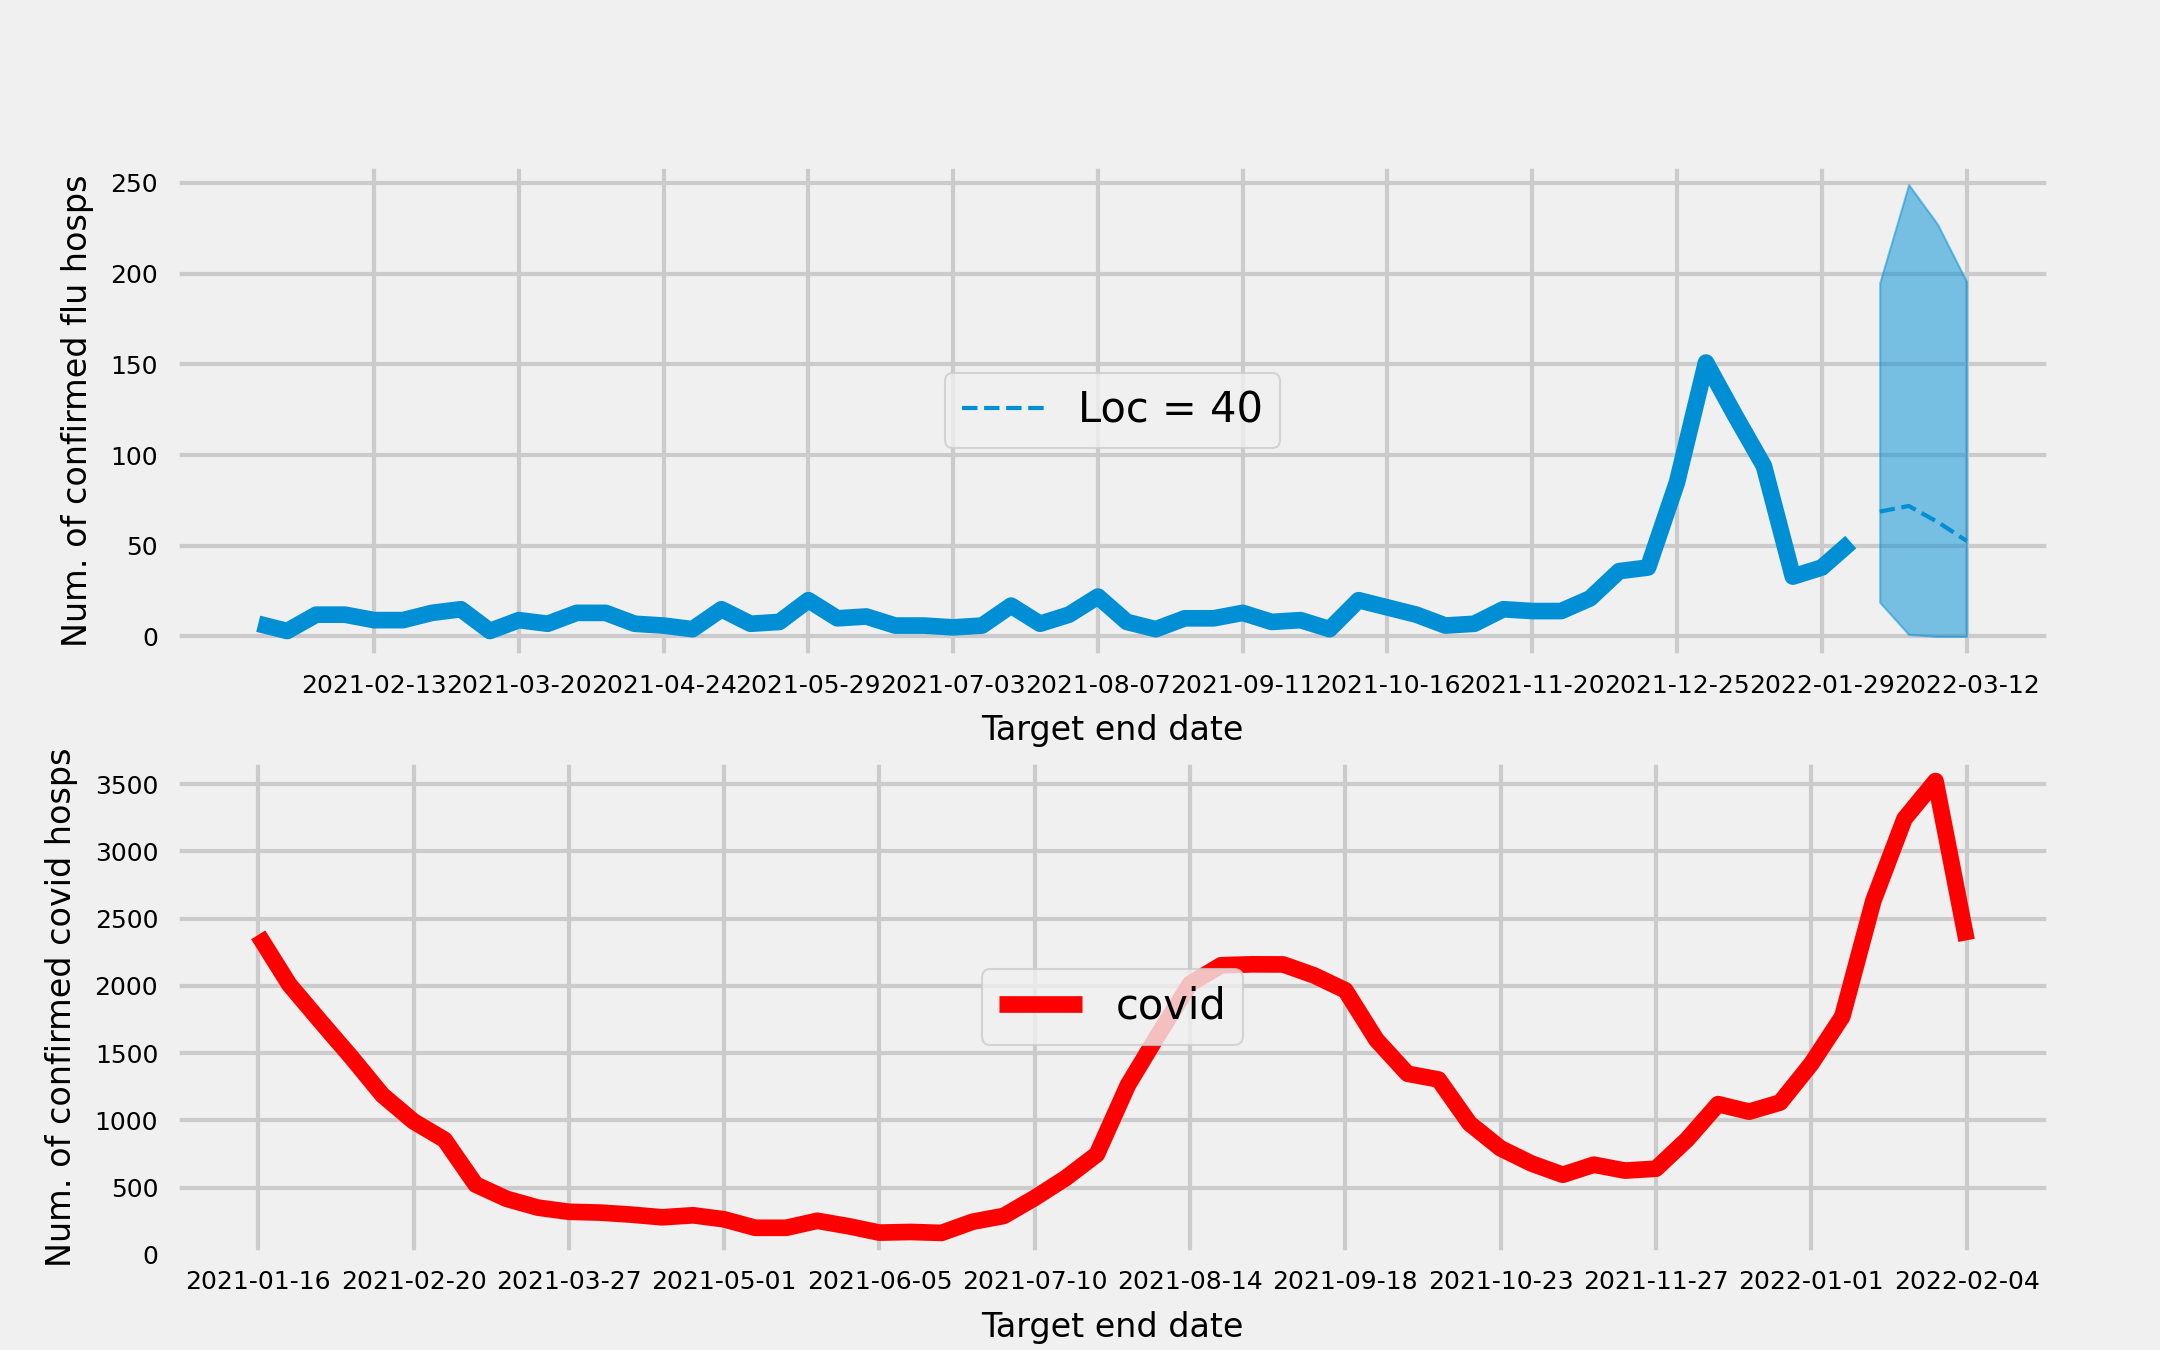 Num. of confirmed flu hosps
250
200
150
100
50
0
Loc = 40
2021-02-13 2021-03-20 2021-04-24 2021-05-29 2021-07-03 2021-08-07 2021-09-11 2021-10-16 2021-11-20 2021-12-25 2022-01-29 2022-03-12
Target end date
Num. of confirmed covid hosps
3500
3000
2500
2000
1500
1000
500
0
covid
2021-01-16 2021-02-20 2021-03-27 2021-05-01 2021-06-05 2021-07-10 2021-08-14 2021-09-18 2021-10-23 2021-11-27 2022-01-01 2022-02-04
Target end date